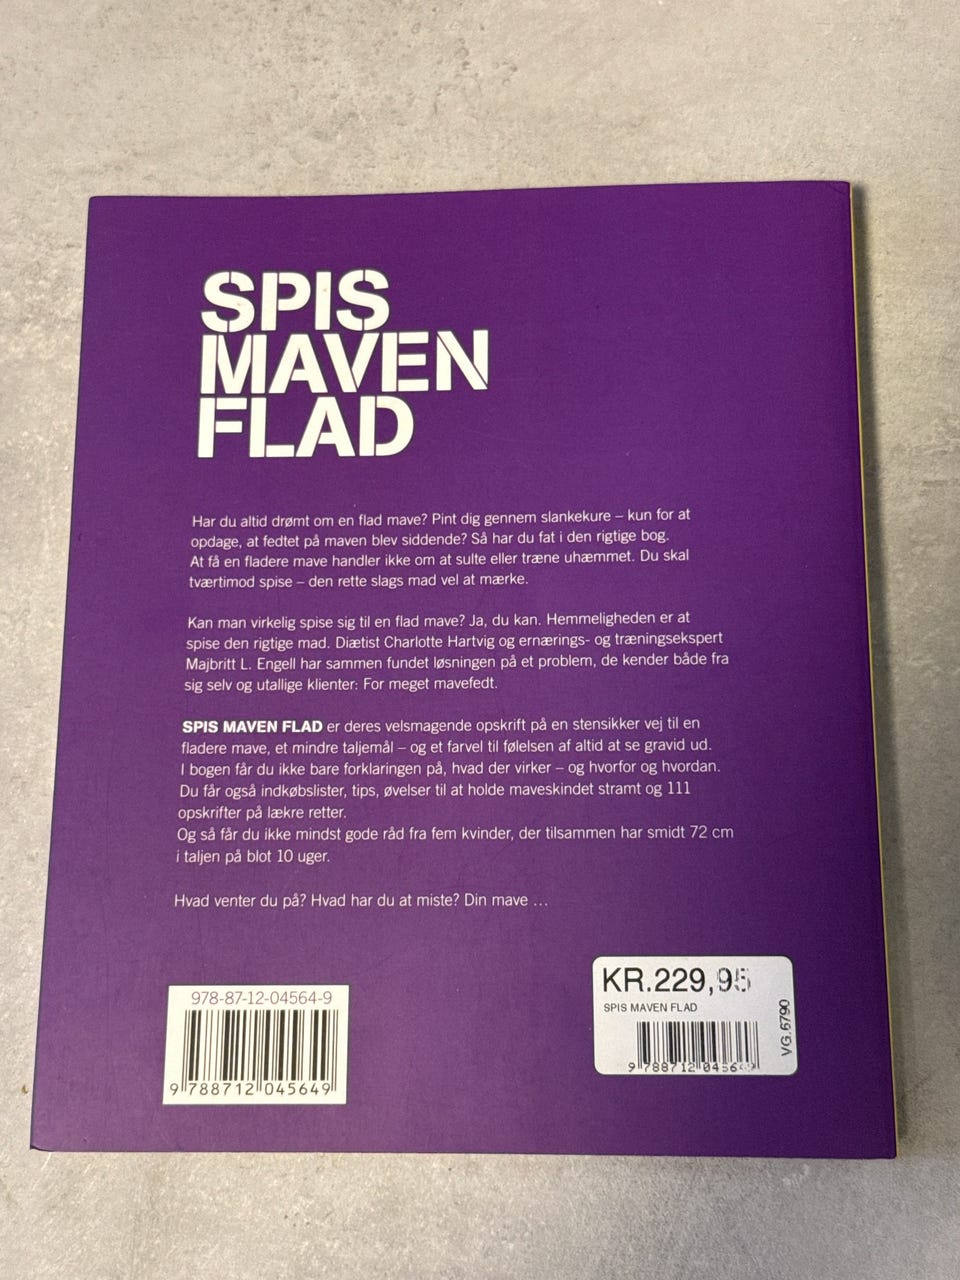 SPIS
MAVEN
FLAD
Har du altid drømt om en flad mave? Pint dig gennem slankekure – kun for at
opdage, at fedtet på maven blev siddende? Så har du fat i den rigtige bog.
At få en fladere mave handler ikke om at sulte eller træne uhæmmet. Du skal
tværtimod spise – den rette slags mad vel at mærke.
Kan man virkelig spise sig til en flad mave? Ja, du kan. Hemmeligheden er at
spise den rigtige mad. Diætist Charlotte Hartvig og ernærings- og træningsekspert
Majbritt L. Engell har sammen fundet løsningen på et problem, de kender både fra
sig selv og utallige klienter: For meget mavefedt.
SPIS MAVEN FLAD er deres velsmagende opskrift på en stensikker vej til en
fladere mave, et mindre taljemål – og et farvel til følelsen af altid at se gravid ud.
I bogen får du ikke bare forklaringen på, hvad der virker – og hvorfor og hvordan.
Du får også indkøbslister, tips, øvelser til at holde maveskindet stramt og 111
opskrifter på lækre retter.
Og så får du ikke mindst gode råd fra fem kvinder, der tilsammen har smidt 72 cm
i taljen på blot 10 uger.
Hvad venter du på? Hvad har du at miste? Din mave ...
978-87-12-04564-9
9 788712 045649
KR.229,95
SPIS MAVEN FLAD
9 788712 045649
VG.6790